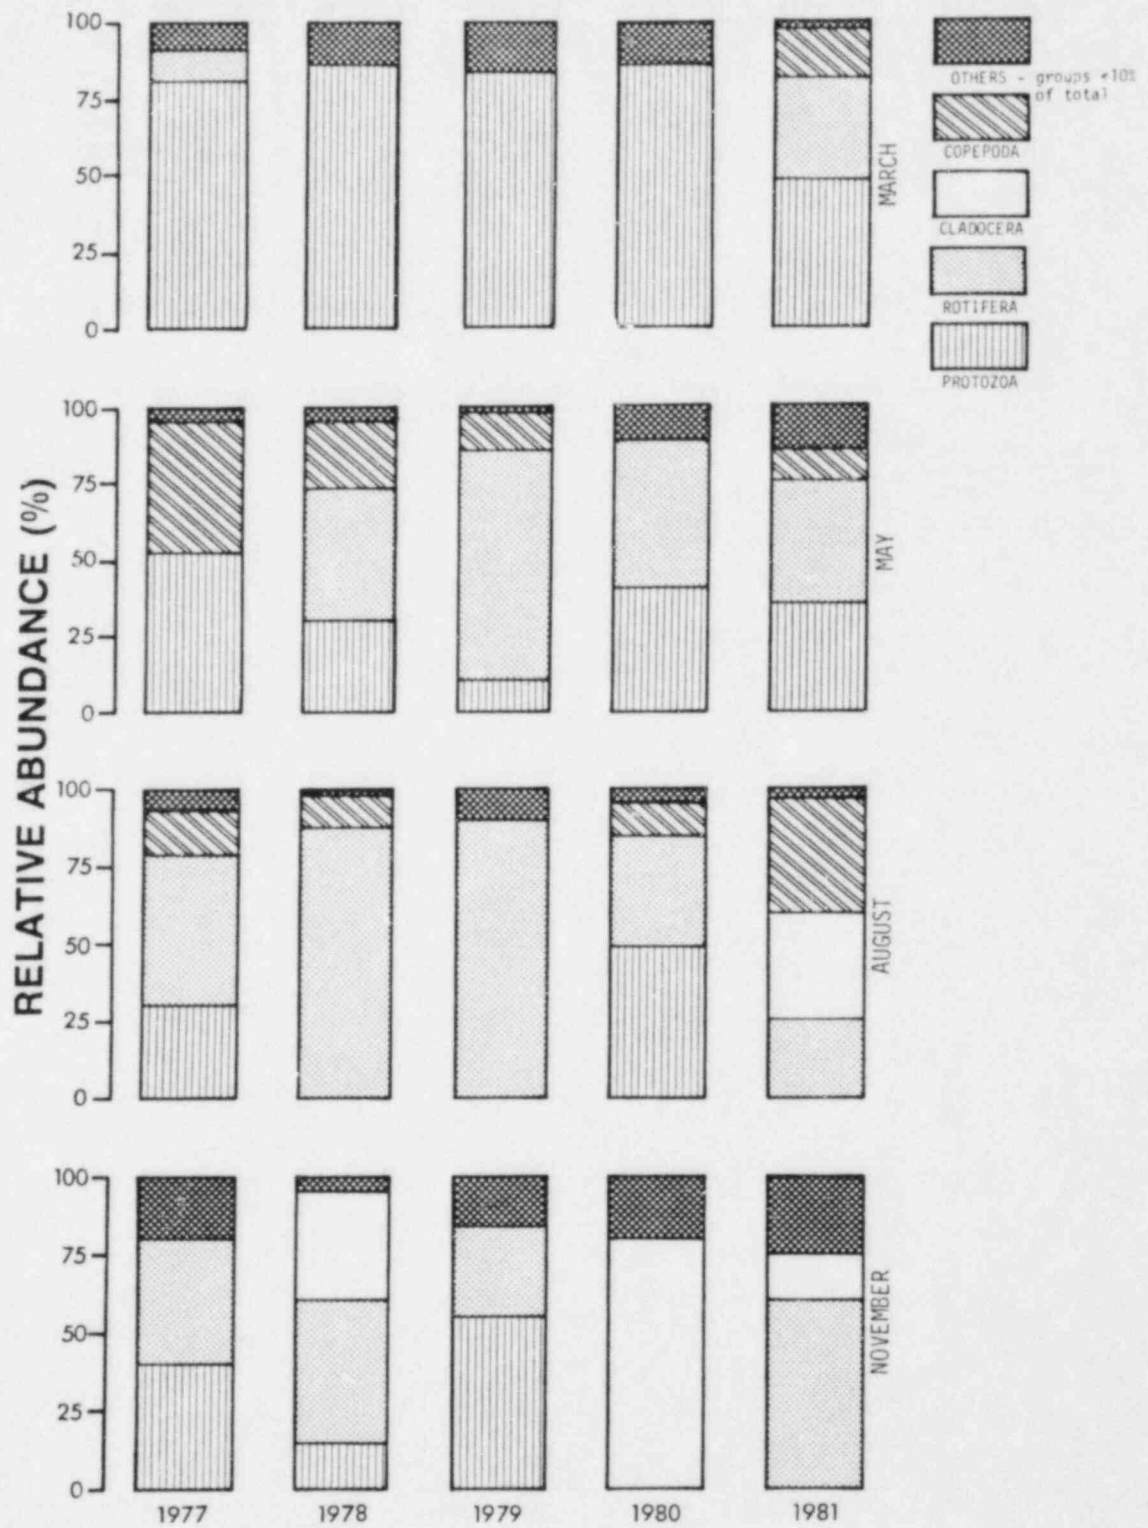 RELATIVE ABUNDANCE (%)
100
75
50
25
0
MARCH
OTHERS - groups <10%
of total
COPEPODA
CLADOCERA
ROTIFERA
PROTOZOA
100
75
50
25
0
MAY
100
75
50
25
0
AUGUST
100
75
50
25
0
NOVEMBER
1977 1978 1979 1980 1981